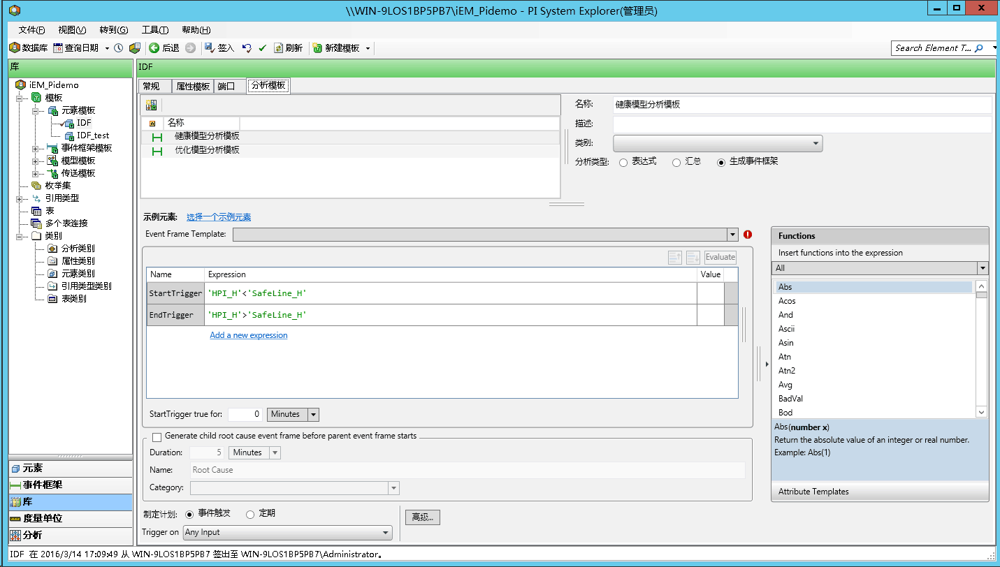 \\WIN-9LOS1BP5PB7\iEM_Pidemo - PI System Explorer(管理员)
文件(F) 视图(V) 转到(G) 工具(T) 帮助(H)
数据库 查询日期 后退 签入 刷新 新建模板 Search Element T...
库
iEM_Pidemo
模板
元素模板
IDF
IDF_test
事件框架模板
模型模板
传送模板
枚举集
引用类型
表
多个表连接
类别
分析类别
属性类别
元素类别
引用类型类别
表类别
元素
事件框架
库
度量单位
分析
IDF
常规 属性模板 端口 分析模板
名称
健康模型分析模板
优化模型分析模板
名称: 健康模型分析模板
描述:
类别:
分析类型: 表达式 汇总 生成事件框架
示例元素: 选择一个示例元素
Event Frame Template:
Evaluate
Name Expression Value
StartTrigger 'HPI_H'<'SafeLine_H'
EndTrigger 'HPI_H'>'SafeLine_H'
Add a new expression
StartTrigger true for: 0 Minutes
Generate child root cause event frame before parent event frame starts
Duration: 5 Minutes
Name: Root Cause
Category:
制定计划: 事件触发 定期
高级...
Trigger on Any Input
Functions
Insert functions into the expression
All
Abs
Acos
And
Ascii
Asin
Atn
Atn2
Avg
BadVal
Bod
Abs(number x)
Return the absolute value of an integer or real number.
Example: Abs(1)
Attribute Templates
IDF 在 2016/3/14 17:09:49 从 WIN-9LOS1BP5PB7 签出至 WIN-9LOS1BP5PB7\Administrator。